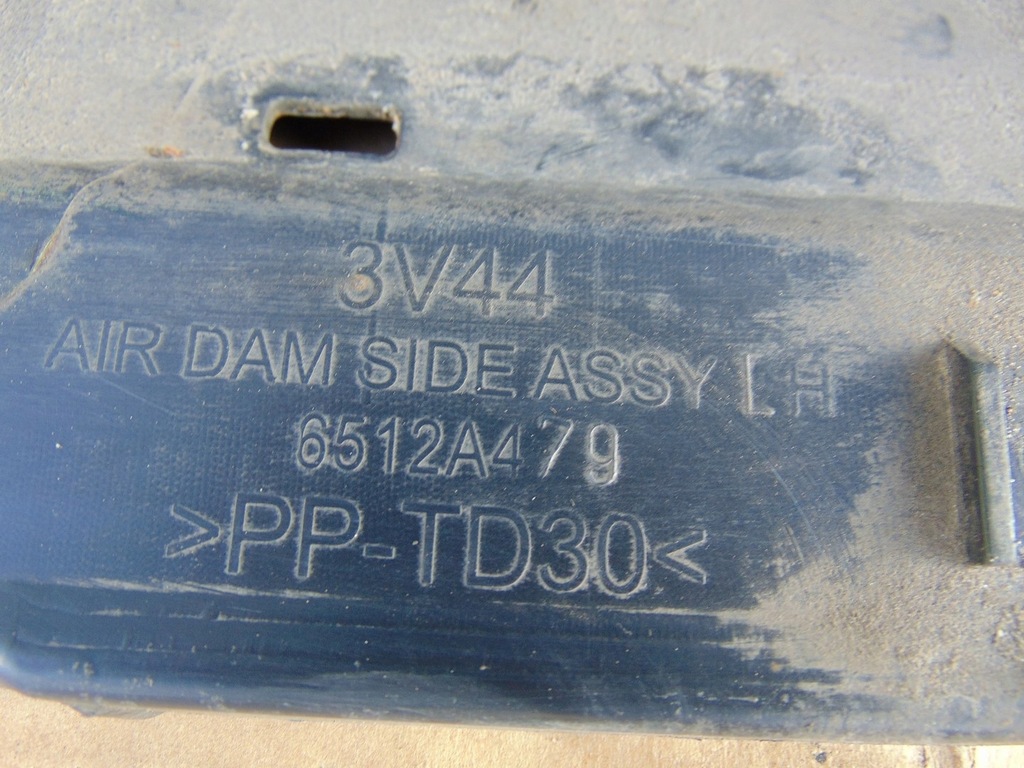 3V44
AIR DAM SIDE ASSY LH
6512A479
>PP-TD30<